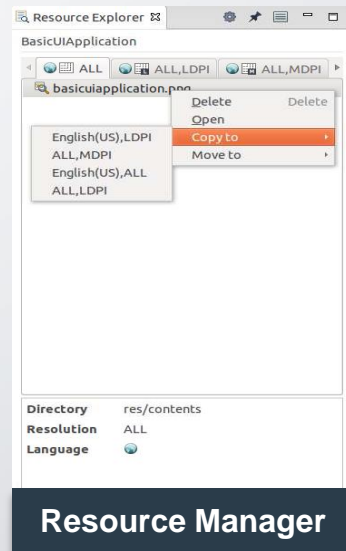 Resource Explorer
BasicUIApplication
ALL
ALL,LDPI
ALL,MDPI
basicuiapplication.png
Delete Delete
Open
Copy to
Move to
English(US),LDPI
ALL,MDPI
English(US),ALL
ALL,LDPI
Directory res/contents
Resolution ALL
Language
Resource Manager